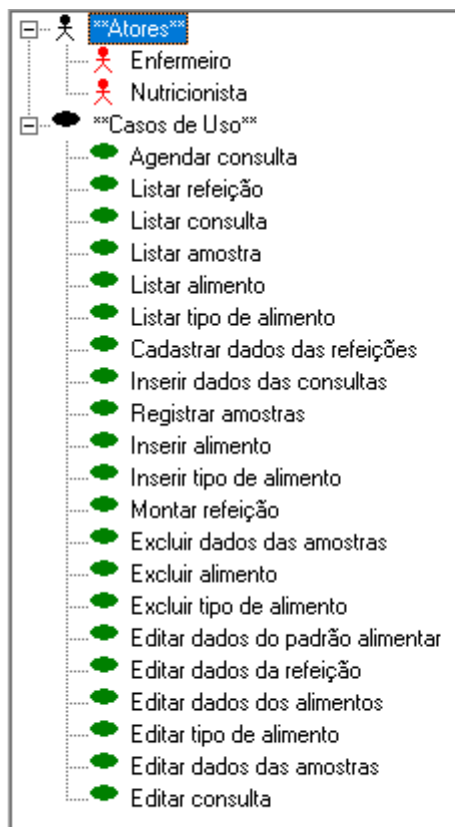 **Atores**
Enfermeiro
Nutricionista
**Casos de Uso**
Agendar consulta
Listar refeição
Listar consulta
Listar amostra
Listar alimento
Listar tipo de alimento
Cadastrar dados das refeições
Inserir dados das consultas
Registrar amostras
Inserir alimento
Inserir tipo de alimento
Montar refeição
Excluir dados das amostras
Excluir alimento
Excluir tipo de alimento
Editar dados do padrão alimentar
Editar dados da refeição
Editar dados dos alimentos
Editar tipo de alimento
Editar dados das amostras
Editar consulta